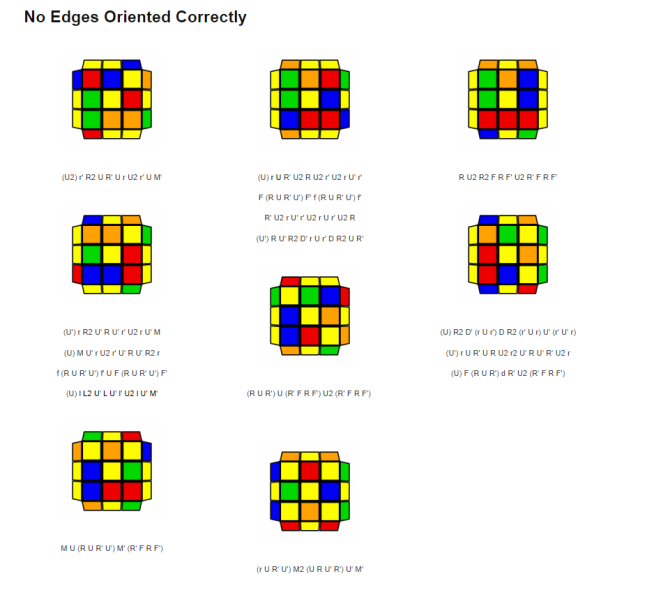 No Edges Oriented Correctly
(U2) r' R2 U R' U r U2 r' U M'
(U) r U R' U2 R U2 r' U2 r U' r'
F (R U R' U') F' f (R U R' U') f'
R' U2 r U' r' U2 r U r' U2 R
(U') R U' R2 D' r U r' D R2 U R'
R U2 R2 F R F' U2 R' F R F'
(U') r R2 U' R U' r' U2 r U' M
(U) M U' r U2 r' U' R U' R2 r
f (R U R' U') f' U F (R U R' U') F'
(U) l L2 U' L U' l' U2 l U' M'
(R U R') U (R' F R F') U2 (R' F R F')
(U) R2 D' (r U r') D R2 (r' U r) U' (r' U' r)
(U') r U R' U R U2 r2 U' R U' R' U2 r
(U) F (R U R') d R' U2 (R' F R F')
M U (R U R' U') M' (R' F R F')
(r U R' U') M2 (U R U' R') U' M'